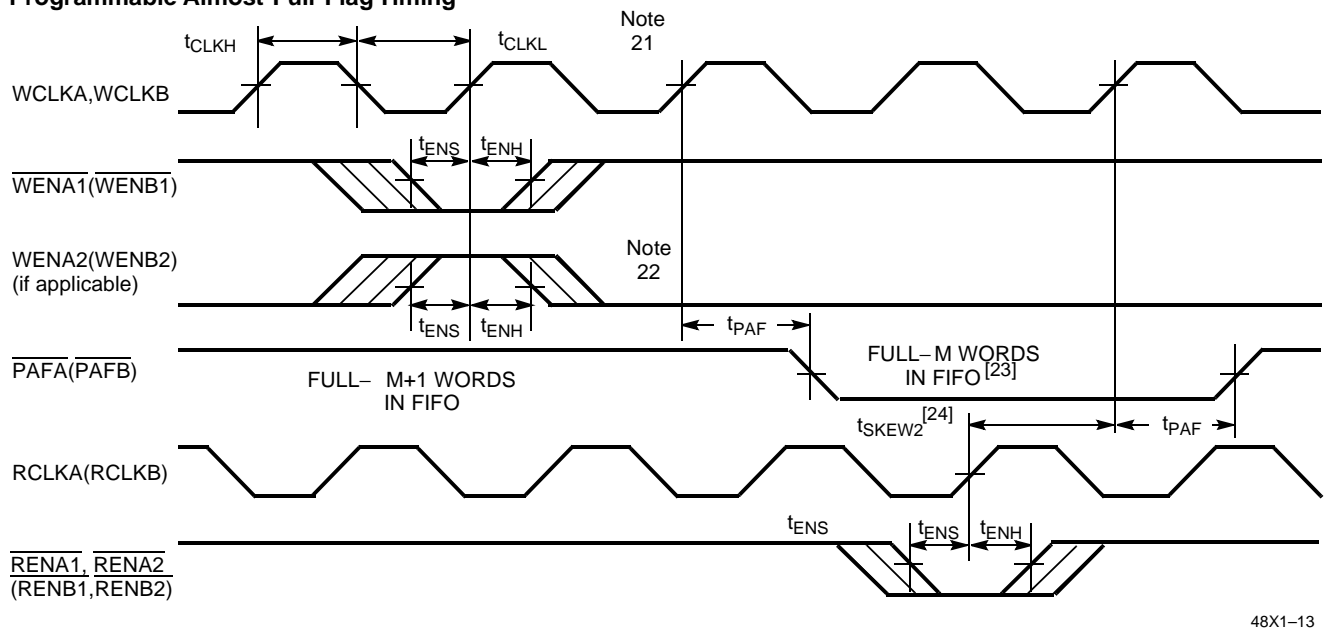 Programmable Almost Full Flag Timing
tCLKH
tCLKL
Note
21
WCLKA,WCLKB
tENS
tENH
WENA1(WENB1)
WENA2(WENB2)
(if applicable)
Note
22
tENS
tENH
tPAF
PAFA(PAFB)
FULL– M+1 WORDS
IN FIFO
FULL–M WORDS
IN FIFO[23]
tSKEW2[24]
tPAF
RCLKA(RCLKB)
tENS
tENS
tENH
RENA1, RENA2
(RENB1,RENB2)
48X1–13